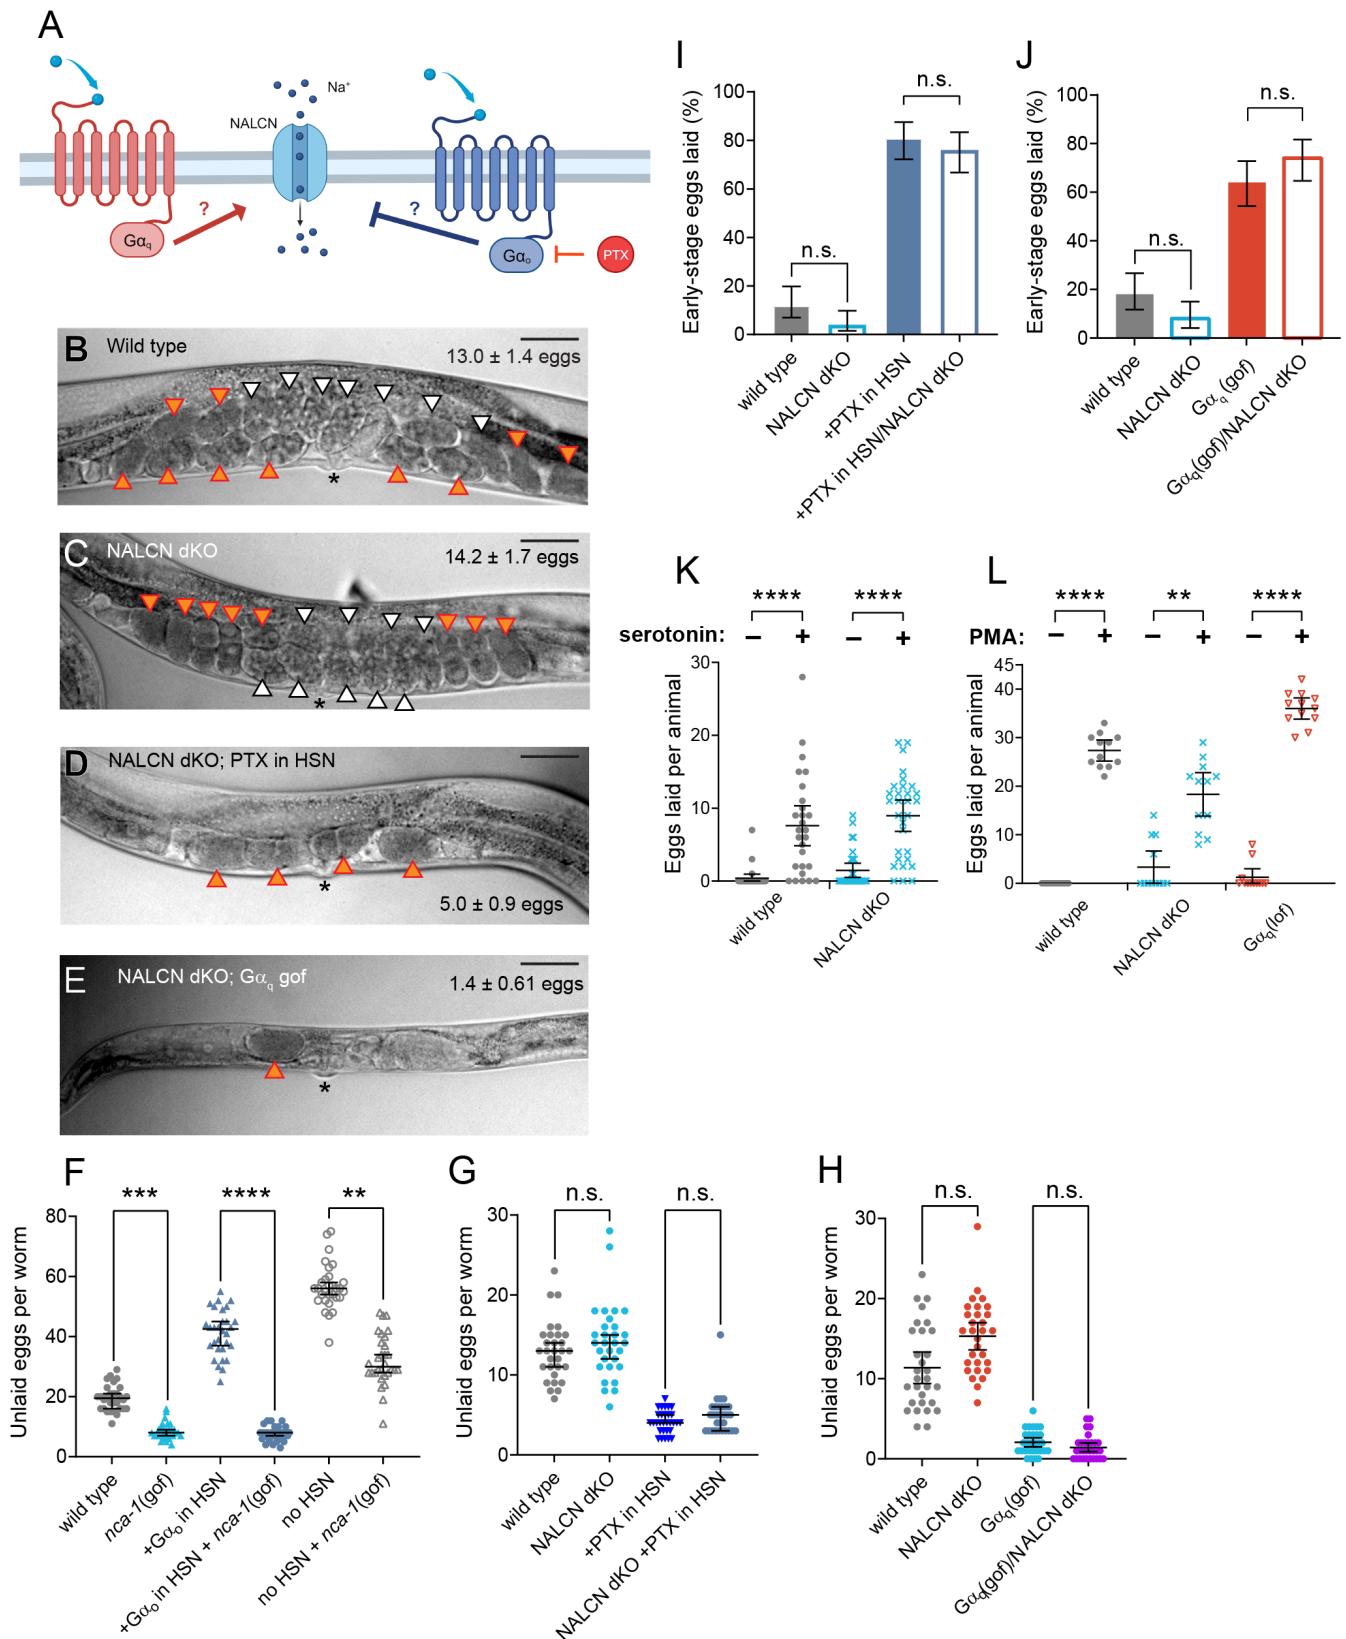 A
Na⁺
NALCN
?
?
Gαq
Gαo
PTX
B
Wild type
13.0 ± 1.4 eggs
*
C
NALCN dKO
14.2 ± 1.7 eggs
*
D
NALCN dKO; PTX in HSN
*
5.0 ± 0.9 eggs
E
NALCN dKO; Gαq gof
1.4 ± 0.61 eggs
*
F
***
****
**
Unlaid eggs per worm
80
60
40
20
0
wild type
nca-1(gof)
+Gαo in HSN
+Gαo in HSN + nca-1(gof)
no HSN
no HSN + nca-1(gof)
G
n.s.
n.s.
Unlaid eggs per worm
30
20
10
0
wild type
NALCN dKO
+PTX in HSN
NALCN dKO +PTX in HSN
H
n.s.
n.s.
Unlaid eggs per worm
30
20
10
0
wild type
NALCN dKO
Gαq(gof)
Gαq(gof)/NALCN dKO
I
n.s.
n.s.
Early-stage eggs laid (%)
100
80
60
40
20
0
wild type
NALCN dKO
+PTX in HSN
+PTX in HSN/NALCN dKO
J
n.s.
n.s.
Early-stage eggs laid (%)
100
80
60
40
20
0
wild type
NALCN dKO
Gαq(gof)
Gαq(gof)/NALCN dKO
K
****
****
serotonin: − + − +
Eggs laid per animal
30
20
10
0
wild type
NALCN dKO
L
****
**
****
PMA: − + − + − +
Eggs laid per animal
45
40
30
20
10
0
wild type
NALCN dKO
Gαq(lof)